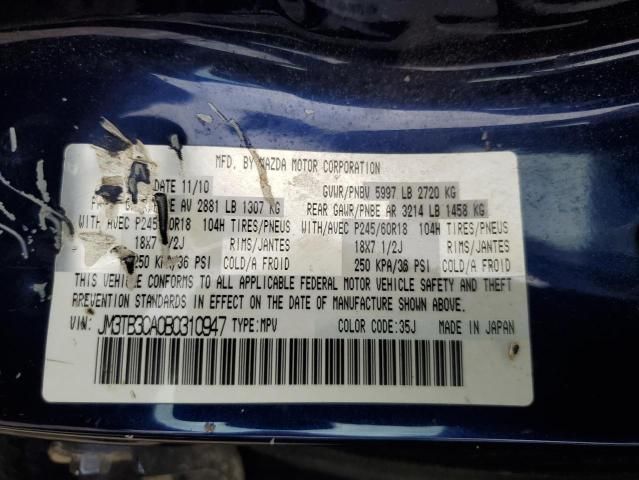 MFD. BY MAZDA MOTOR CORPORATION
DATE 11/10 GVWR/PNBV 5997 LB 2720 KG
AV 2881 LB 1307 KG REAR GAWR/PNBE AR 3214 LB 1458 KG
WITH/AVEC P245/60R18 104H TIRES/PNEUS WITH/AVEC P245/60R18 104H TIRES/PNEUS
18X7 1/2J RIMS/JANTES 18X7 1/2J RIMS/JANTES
250 KPA/36 PSI COLD/A FROID 250 KPA/36 PSI COLD/A FROID
THIS VEHICLE CONFORMS TO ALL APPLICABLE FEDERAL MOTOR VEHICLE SAFETY AND THEFT
PREVENTION STANDARDS IN EFFECT ON THE DATE OF MANUFACTURE SHOWN ABOVE.
VIN: JM3TB3CA0B0310947 TYPE:MPV COLOR CODE:35J MADE IN JAPAN